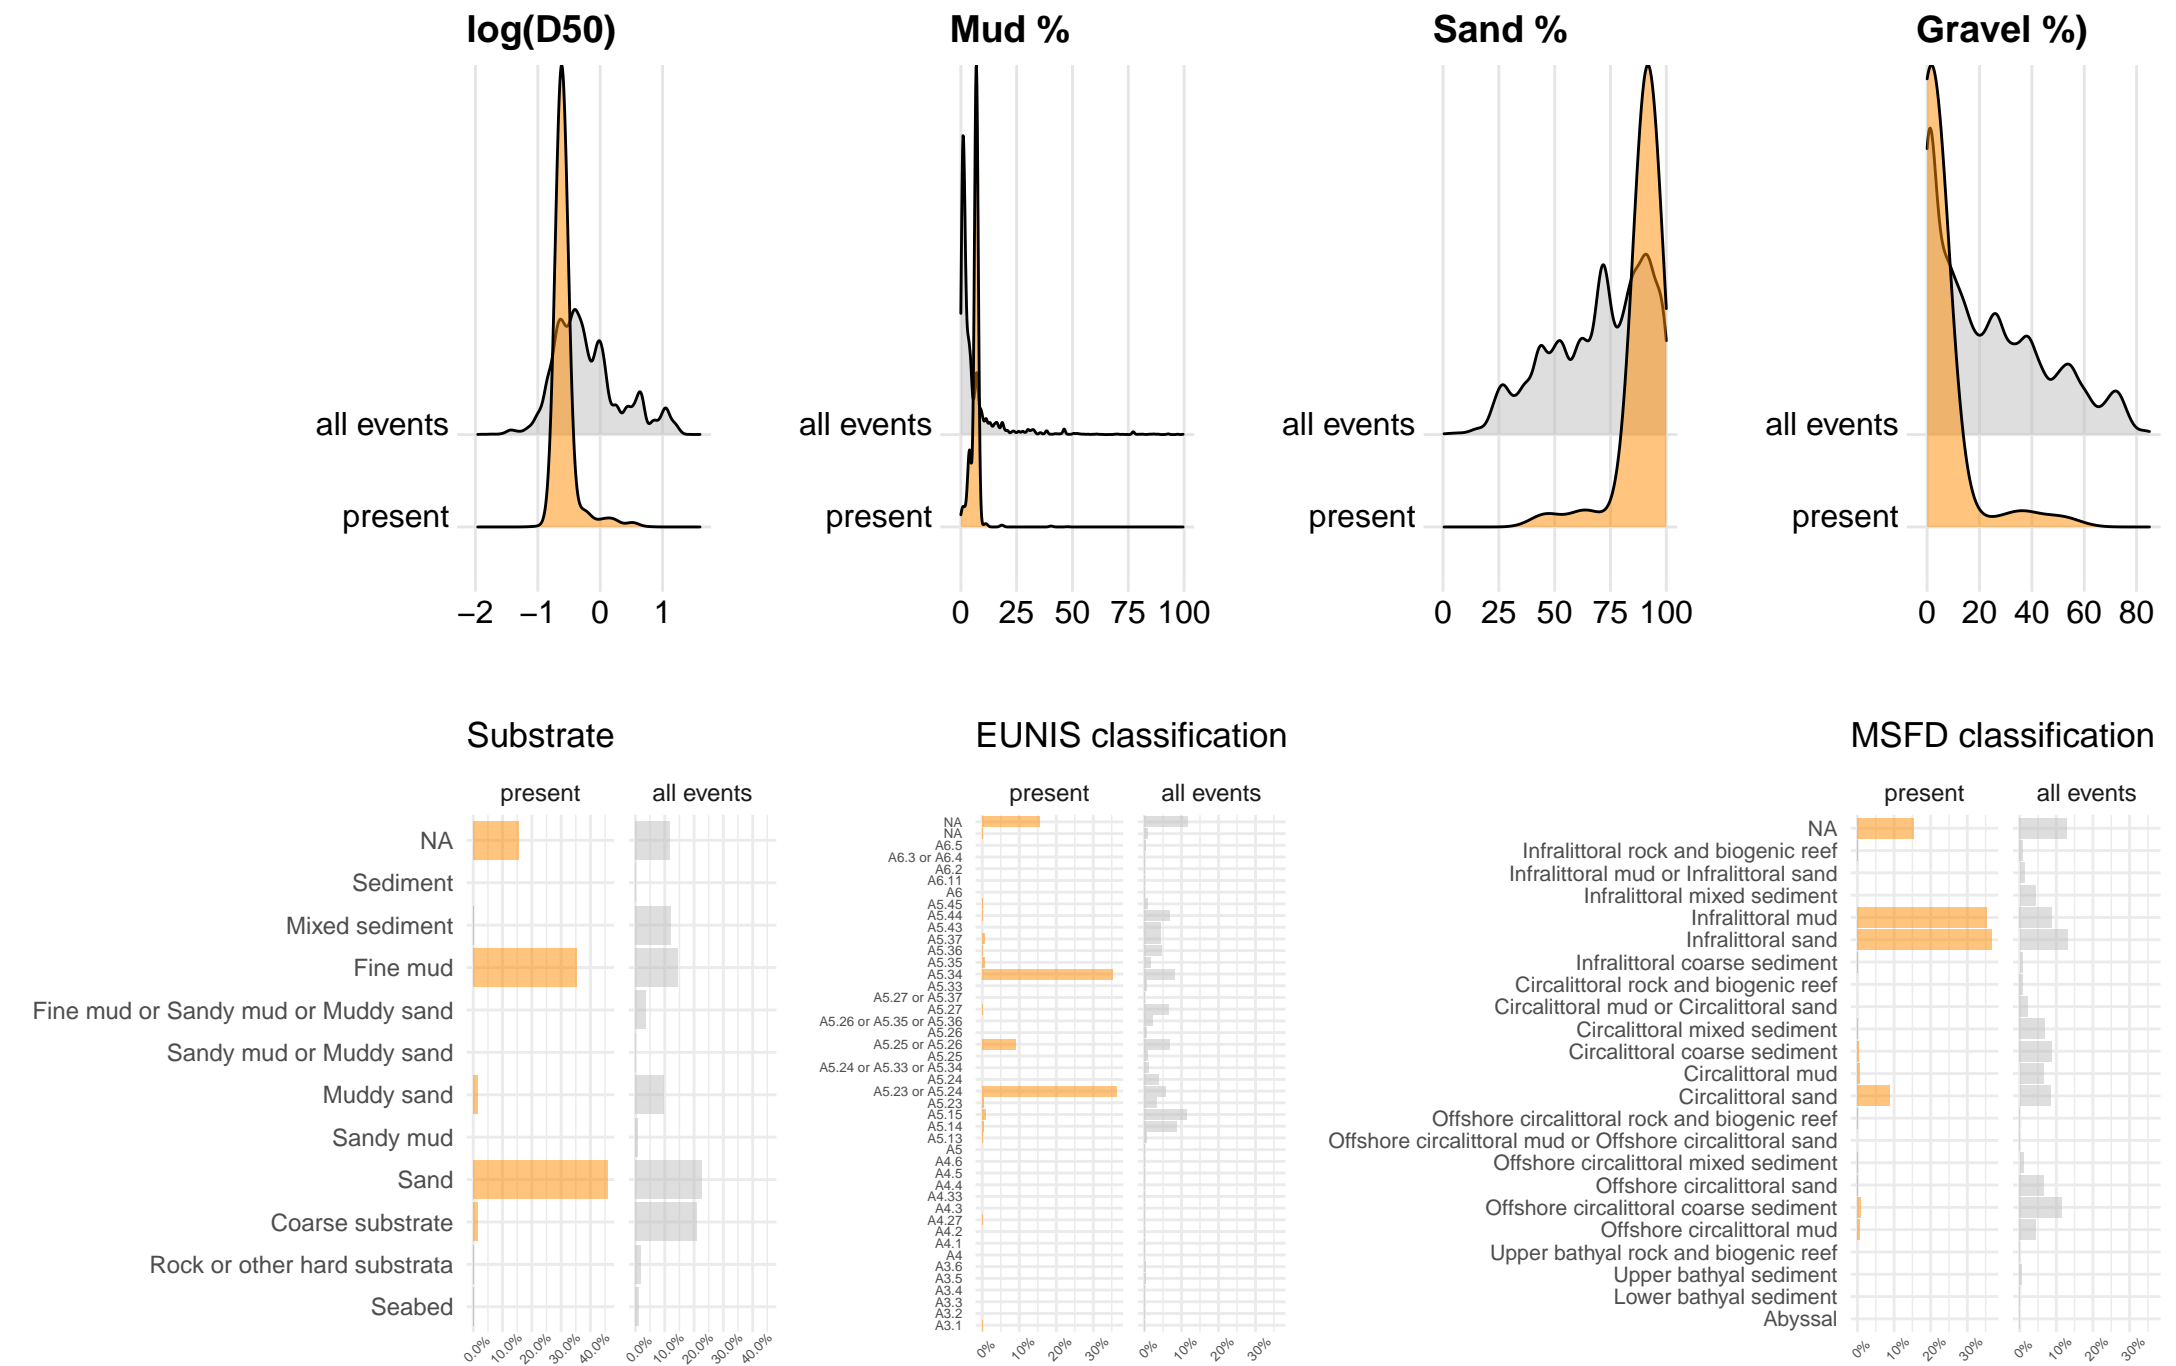 log(D50)
Mud %
Sand %
Gravel %)
all events
present
−2 −1 0 1
all events
present
0 25 50 75 100
all events
present
0 25 50 75 100
all events
present
0 20 40 60 80
Substrate
present all events
NA
Sediment
Mixed sediment
Fine mud
Fine mud or Sandy mud or Muddy sand
Sandy mud or Muddy sand
Muddy sand
Sandy mud
Sand
Coarse substrate
Rock or other hard substrata
Seabed
0.0% 10.0% 20.0% 30.0% 40.0% 0.0% 10.0% 20.0% 30.0% 40.0%
EUNIS classification
present all events
NA
NA
A6.5
A6.3 or A6.4
A6.2
A6.11
A6
A5.45
A5.44
A5.43
A5.37
A5.36
A5.35
A5.34
A5.33
A5.27 or A5.37
A5.27
A5.26 or A5.35 or A5.36
A5.26
A5.25 or A5.26
A5.25
A5.24 or A5.33 or A5.34
A5.24
A5.23 or A5.24
A5.23
A5.15
A5.14
A5.13
A5
A4.6
A4.5
A4.4
A4.33
A4.3
A4.27
A4.2
A4.1
A4
A3.6
A3.5
A3.4
A3.3
A3.2
A3.1
0% 10% 20% 30% 0% 10% 20% 30%
MSFD classification
present all events
NA
Infralittoral rock and biogenic reef
Infralittoral mud or Infralittoral sand
Infralittoral mixed sediment
Infralittoral mud
Infralittoral sand
Infralittoral coarse sediment
Circalittoral rock and biogenic reef
Circalittoral mud or Circalittoral sand
Circalittoral mixed sediment
Circalittoral coarse sediment
Circalittoral mud
Circalittoral sand
Offshore circalittoral rock and biogenic reef
Offshore circalittoral mud or Offshore circalittoral sand
Offshore circalittoral mixed sediment
Offshore circalittoral sand
Offshore circalittoral coarse sediment
Offshore circalittoral mud
Upper bathyal rock and biogenic reef
Upper bathyal sediment
Lower bathyal sediment
Abyssal
0% 10% 20% 30% 0% 10% 20% 30%